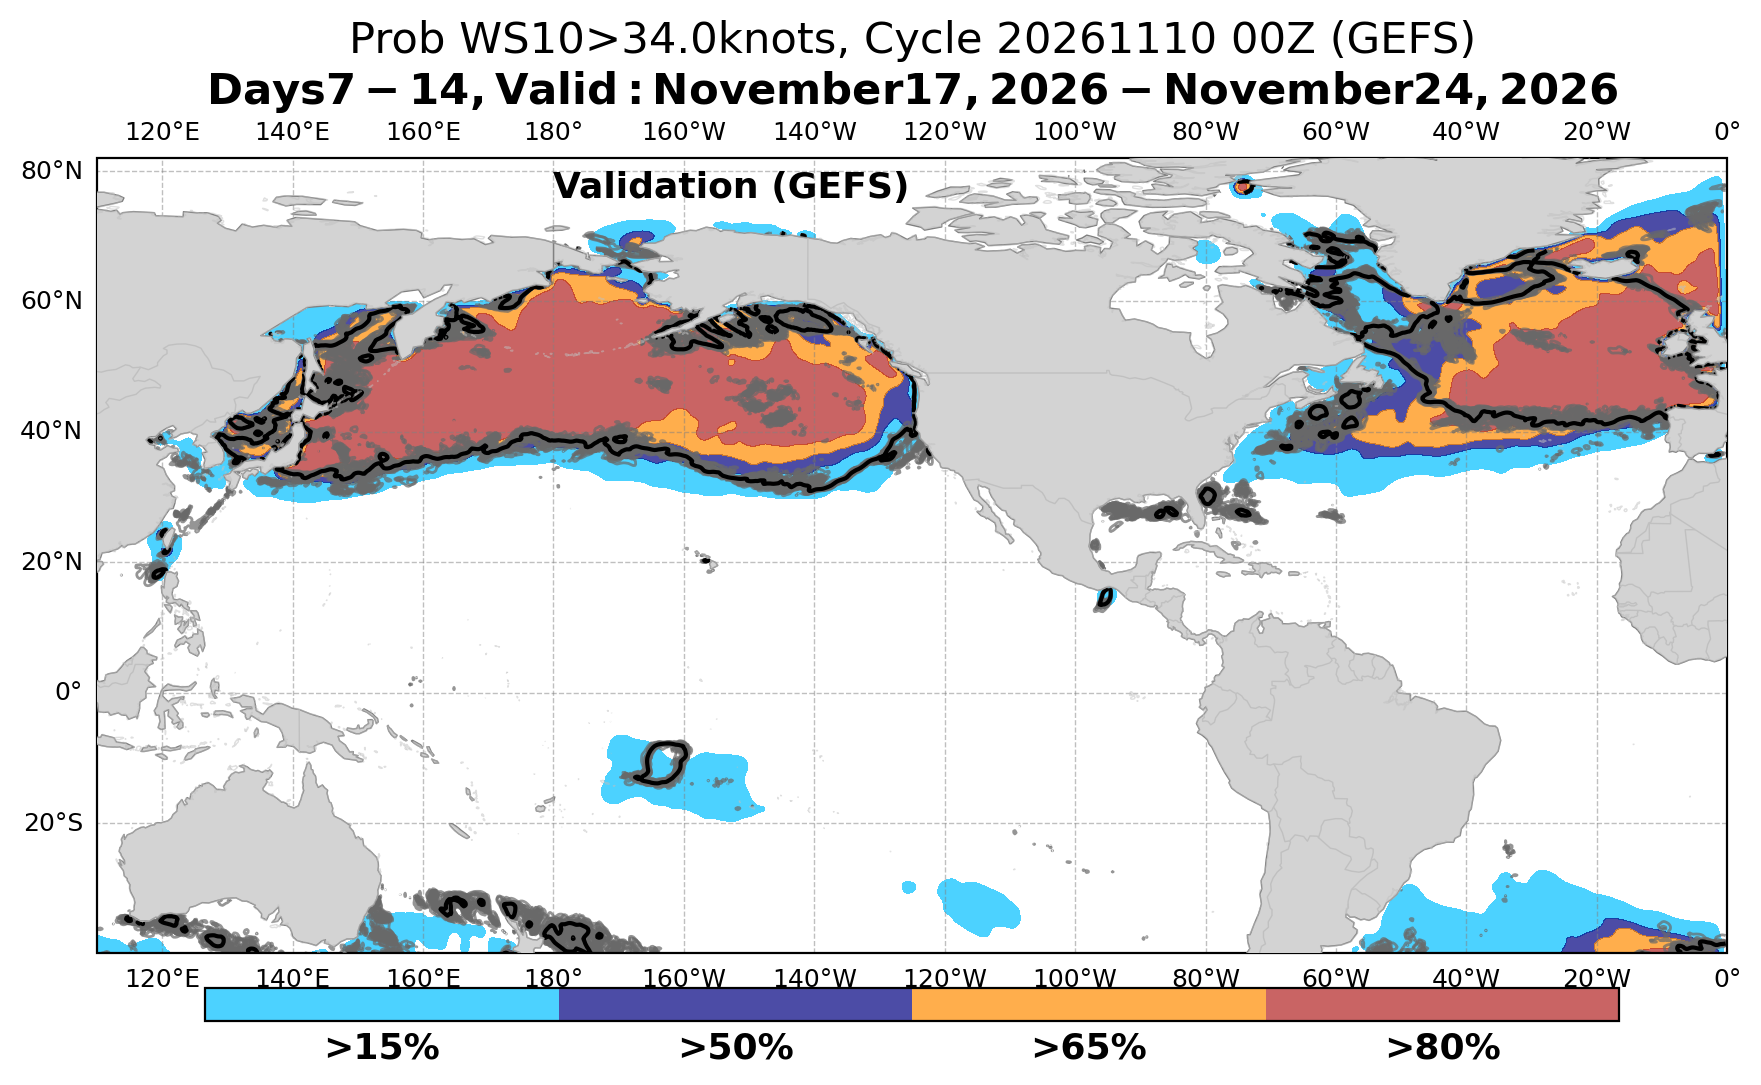 Prob WS10>34.0knots, Cycle 20261110 00Z (GEFS)
Days7 − 14, Valid : November17, 2026 − November24, 2026
120°E 140°E 160°E 180° 160°W 140°W 120°W 100°W 80°W 60°W 40°W 20°W 0°
80°N
Validation (GEFS)
60°N
40°N
20°N
0°
20°S
120°E 140°E 160°E 180° 160°W 140°W 120°W 100°W 80°W 60°W 40°W 20°W 0°
>15% >50% >65% >80%